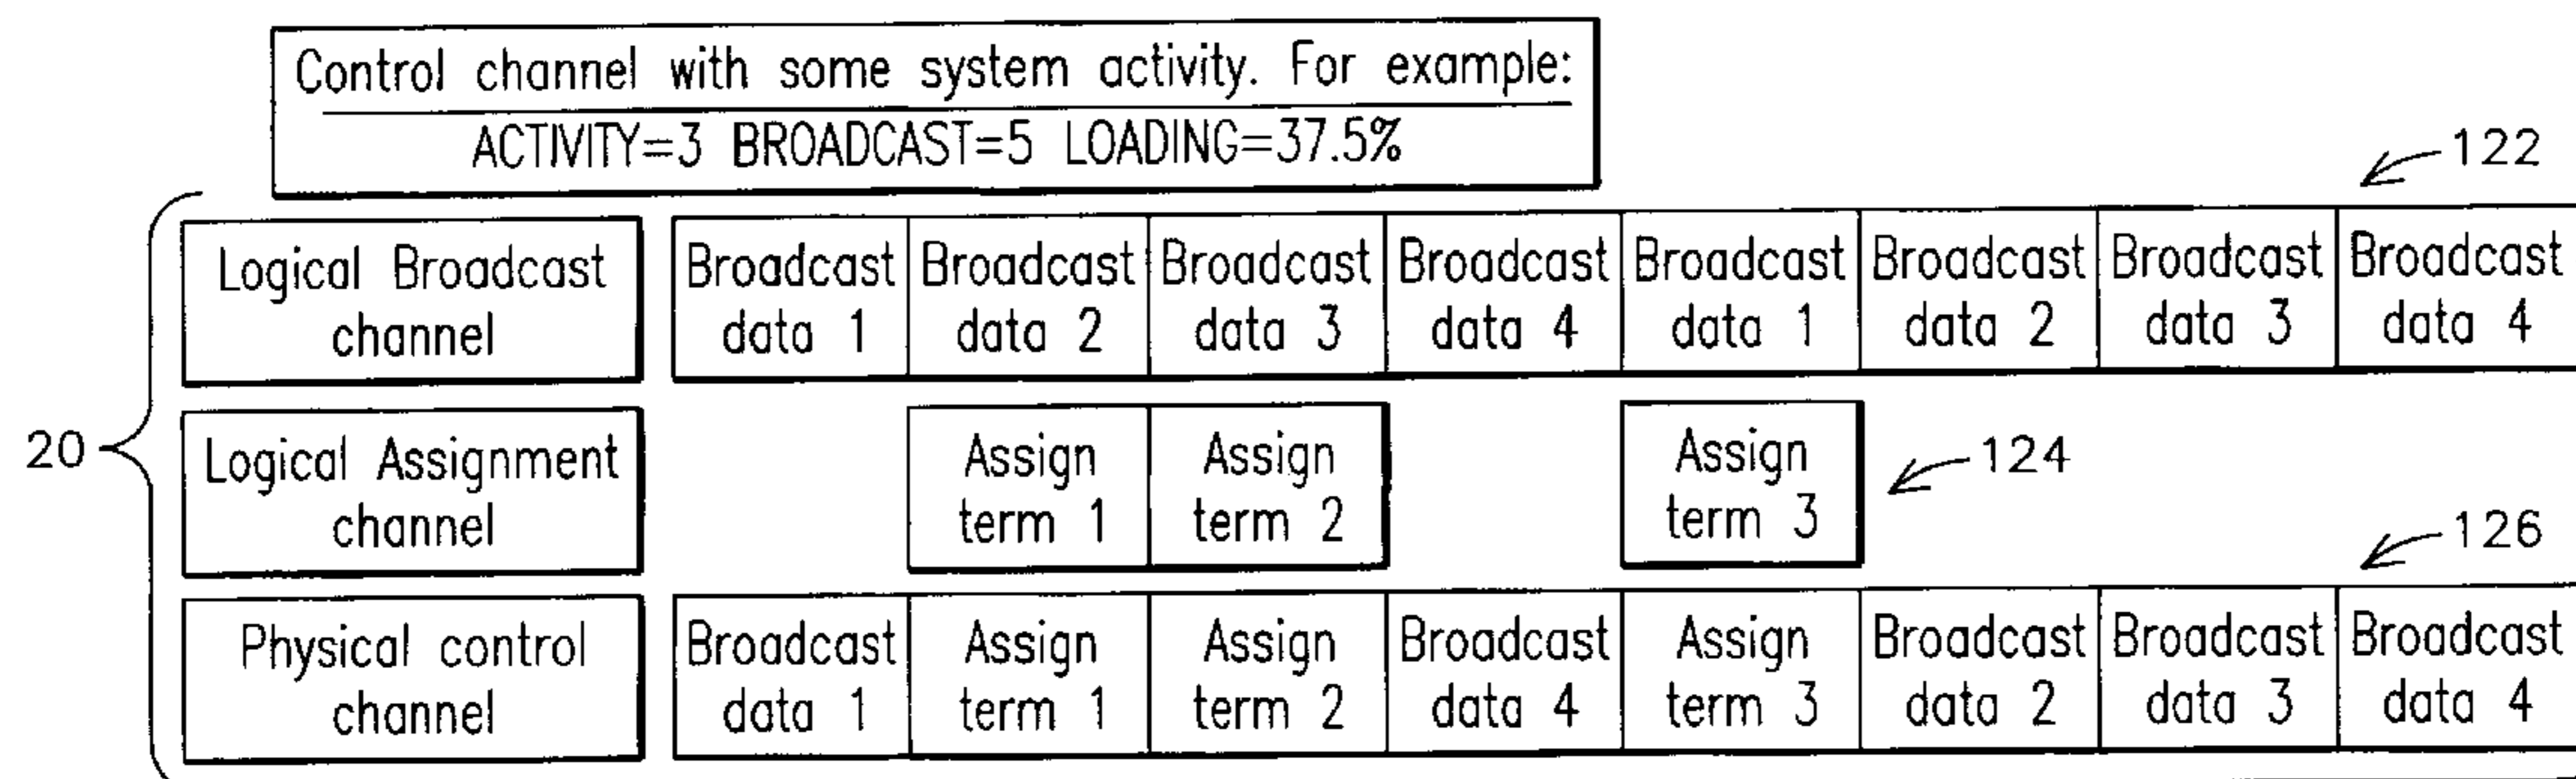 Control channel with some system activity. For example:
ACTIVITY=3 BROADCAST=5 LOADING=37.5%
122
Logical Broadcast
channel
Broadcast
data 1
Broadcast
data 2
Broadcast
data 3
Broadcast
data 4
Broadcast
data 1
Broadcast
data 2
Broadcast
data 3
Broadcast
data 4
20
Logical Assignment
channel
Assign
term 1
Assign
term 2
Assign
term 3
124
126
Physical control
channel
Broadcast
data 1
Assign
term 1
Assign
term 2
Broadcast
data 4
Assign
term 3
Broadcast
data 2
Broadcast
data 3
Broadcast
data 4